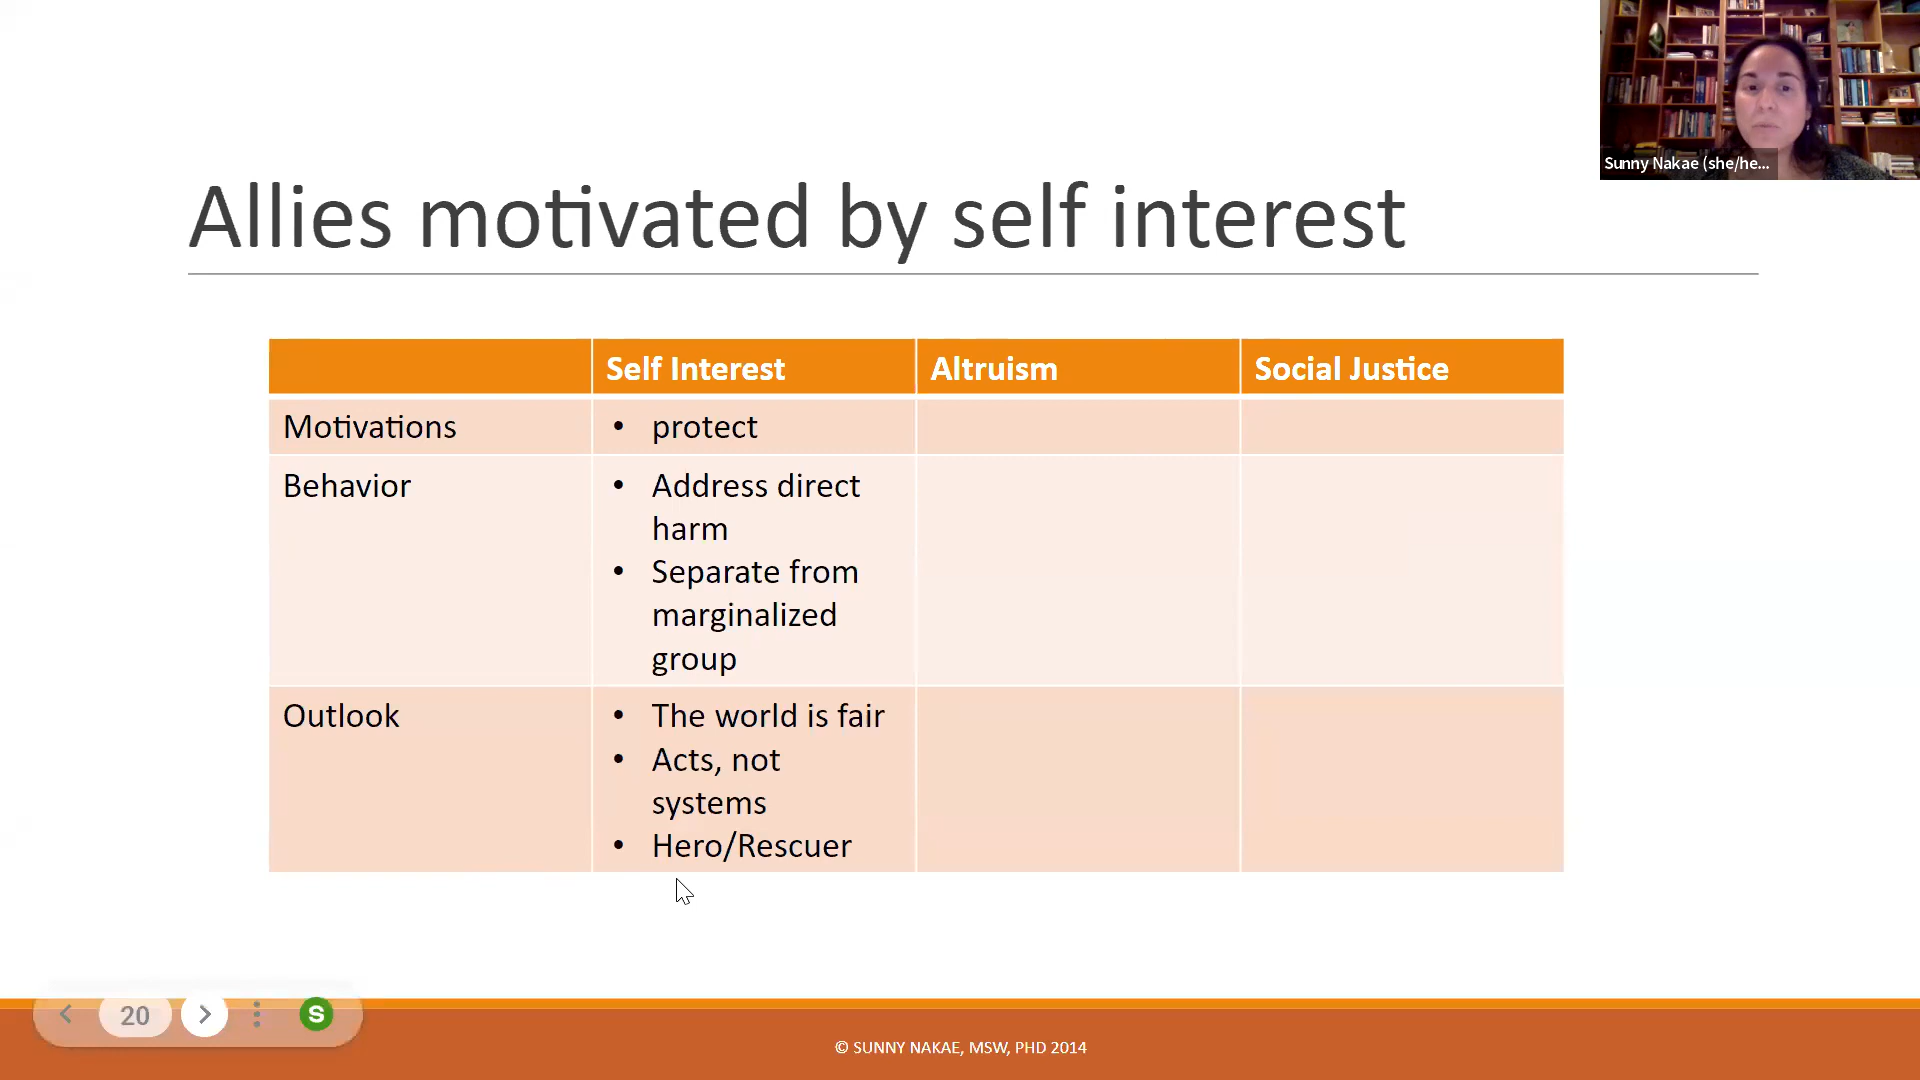 Sunny Nakae (she/he...
Allies motivated by self interest
Self Interest Altruism Social Justice
Motivations • protect
Behavior • Address direct
harm
• Separate from
marginalized
group
Outlook • The world is fair
• Acts, not
systems
• Hero/Rescuer
20 S
© SUNNY NAKAE, MSW, PHD 2014